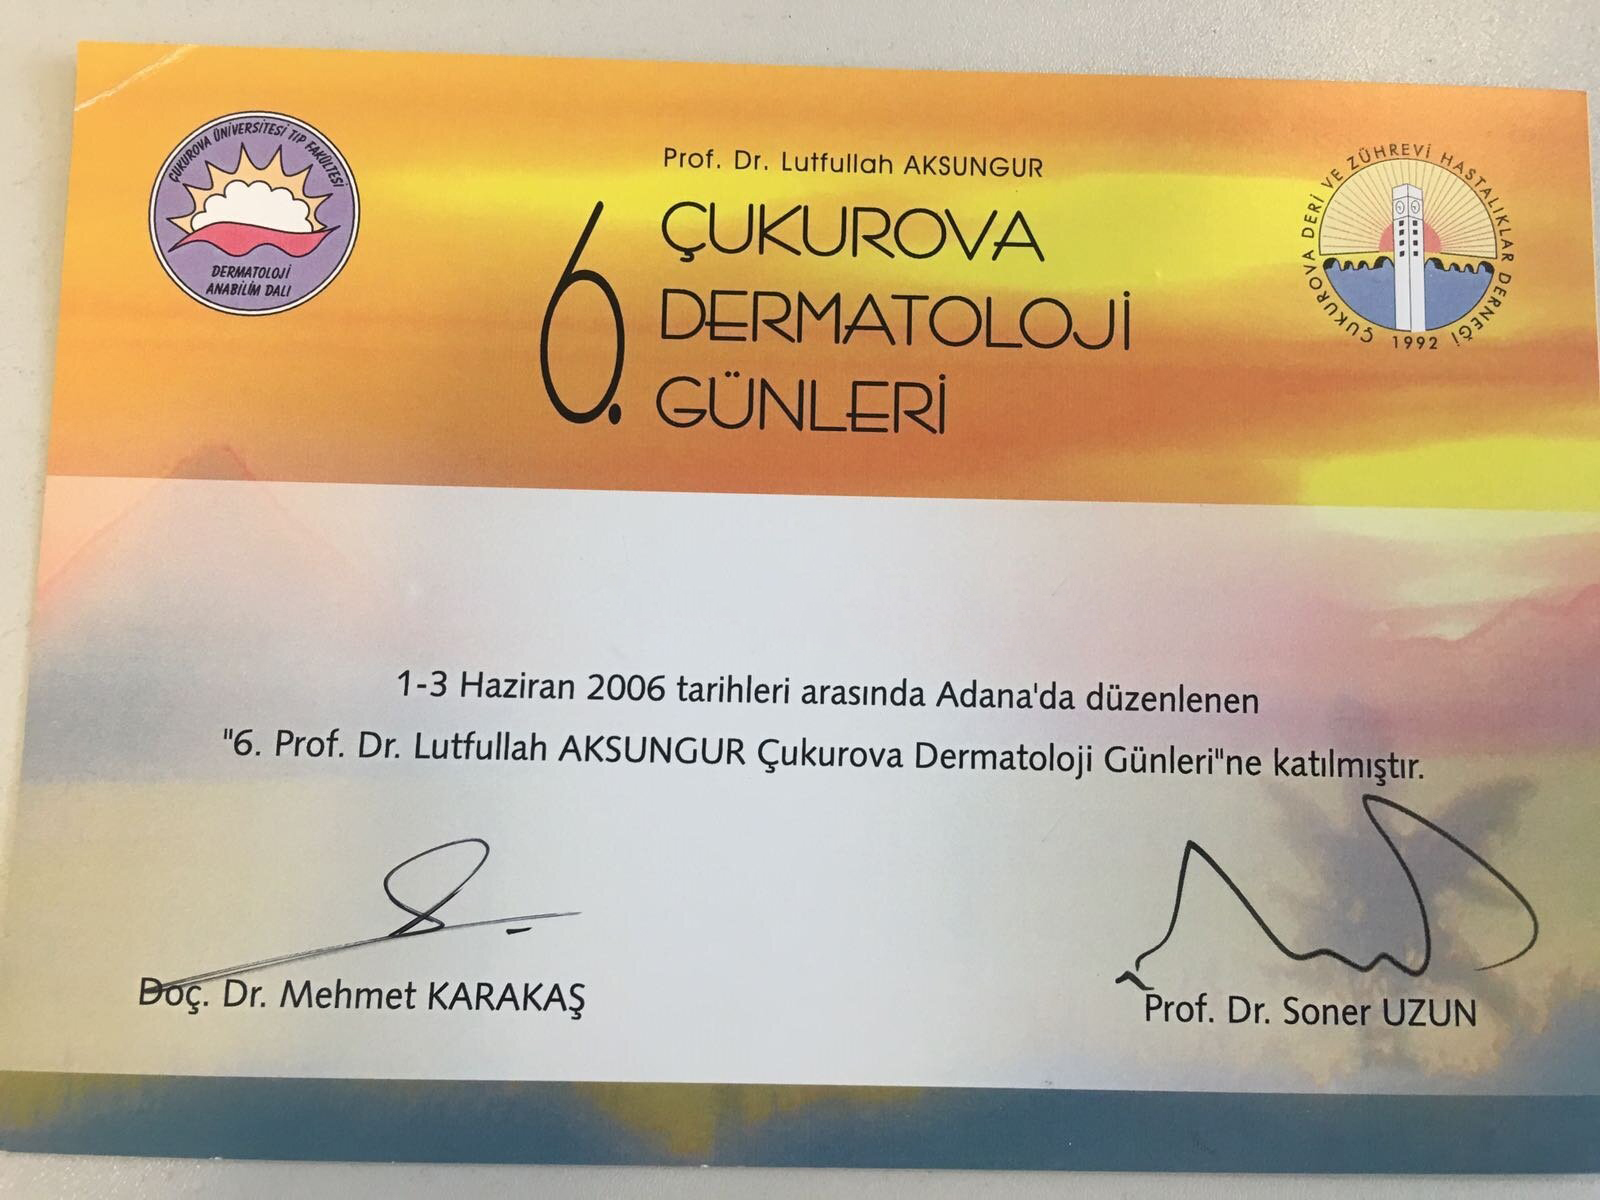 ÇUKUROVA ÜNİVERSİTESİ TIP FAKÜLTESİ
DERMATOLOJİ
ANABİLİM DALI
Prof. Dr. Lutfullah AKSUNGUR
6. ÇUKUROVA
DERMATOLOJİ
GÜNLERİ
ÇUKUROVA DERİ VE ZÜHREVİ HASTALIKLAR DERNEĞİ
1992
1-3 Haziran 2006 tarihleri arasında Adana'da düzenlenen
"6. Prof. Dr. Lutfullah AKSUNGUR Çukurova Dermatoloji Günleri"ne katılmıştır.
Doç. Dr. Mehmet KARAKAŞ
Prof. Dr. Soner UZUN